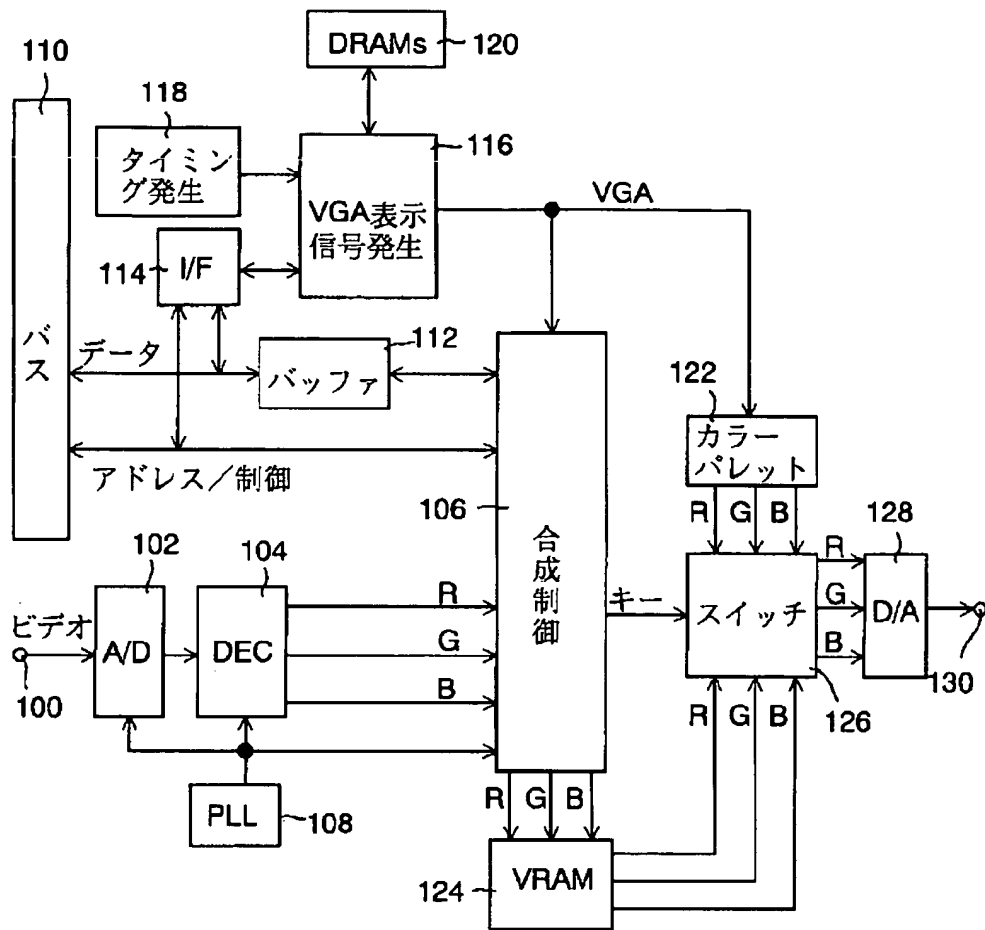 DRAMs
120
110
118
タイミン
グ発生
116
VGA表示
信号発生
VGA
114
I/F
バス
データ
112
バッファ
122
カラー
パレット
アドレス／制御
R G B
106
合成制御
102
104
128
ビデオ
A/D
DEC
R
G
B
キー
スイッチ
R
G
B
D/A
100
130
126
R G B
PLL
108
R G B
124
VRAM